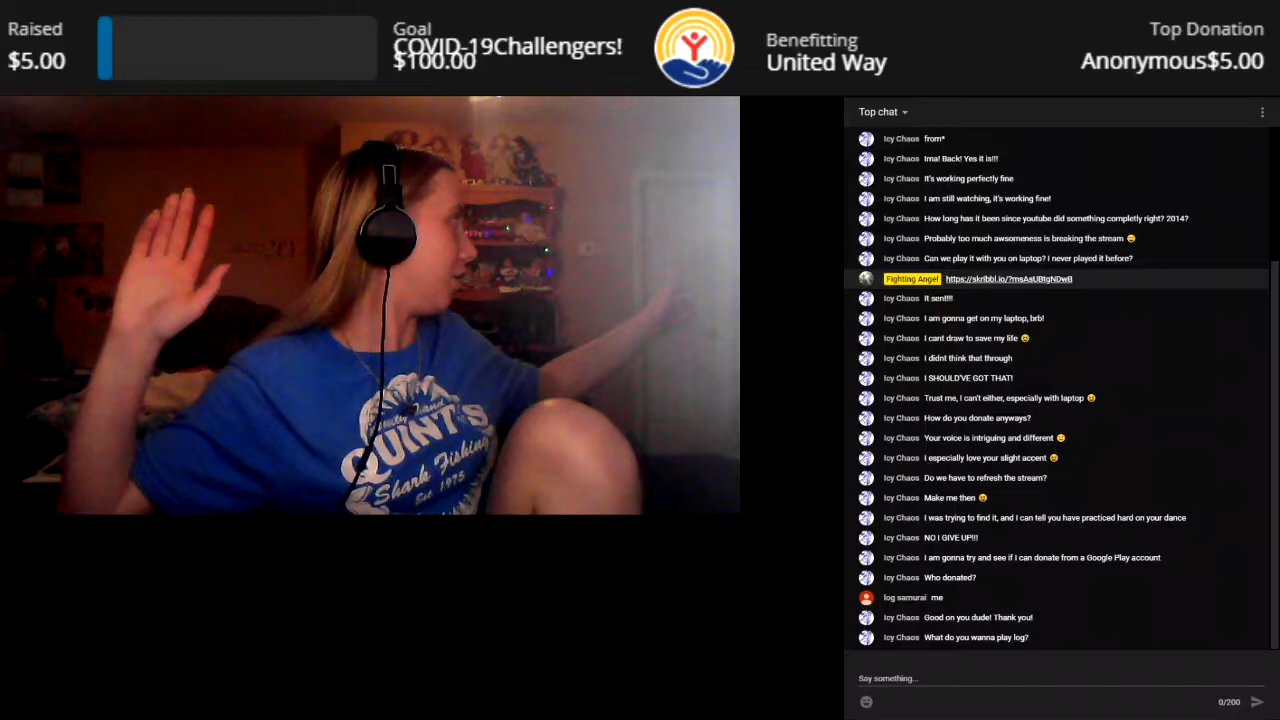 Raised
$5.00
Goal
COVID-19Challengers!
$100.00
Benefitting
United Way
Top Donation
Anonymous$5.00
Top chat
Icy Chaos from*
Icy Chaos Ima! Back! Yes it is!!!
Icy Chaos It's working perfectly fine
Icy Chaos I am still watching, it's working fine!
Icy Chaos How long has it been since youtube did something completly right? 2014?
Icy Chaos Probably too much awsomeness is breaking the stream 😄
Icy Chaos Can we play it with you on laptop? I never played it before?
Fighting Angel https://skribbl.io/?msAsUBtgNDwB
Icy Chaos It sent!!!
Icy Chaos I am gonna get on my laptop, brb!
Icy Chaos I cant draw to save my life 😆
Icy Chaos I didnt think that through
Icy Chaos I SHOULD'VE GOT THAT!
Icy Chaos Trust me, I can't either, especially with laptop 😆
Icy Chaos How do you donate anyways?
Icy Chaos Your voice is intriguing and different 🙂
Icy Chaos I especially love your slight accent 😆
Icy Chaos Do we have to refresh the stream?
Icy Chaos Make me then 😆
Icy Chaos I was trying to find it, and I can tell you have practiced hard on your dance
Icy Chaos NO I GIVE UP!!!
Icy Chaos I am gonna try and see if I can donate from a Google Play account
Icy Chaos Who donated?
log samurai me
Icy Chaos Good on you dude! Thank you!
Icy Chaos What do you wanna play log?
Say something...
0/200
QUINT'S
Shark Fishing
Est 1975